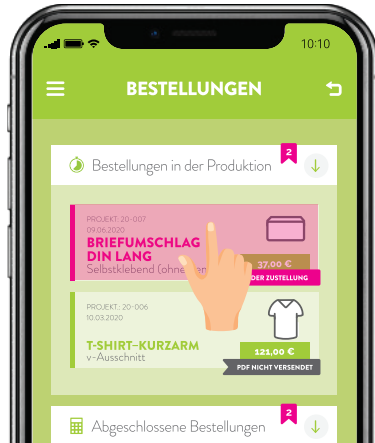 10:10
BESTELLUNGEN
2
Bestellungen in der Produktion
PROJEKT: 20-007
09.06.2020
BRIEFUMSCHLAG
DIN LANG
Selbstklebend
37,00 €
DER ZUSTELLUNG
PROJEKT.: 20-006
10.03.2020
T-SHIRT-KURZARM
v-Ausschnitt
121,00 €
PDF NICHT VERSENDET
2
Abgeschlossene Bestellungen